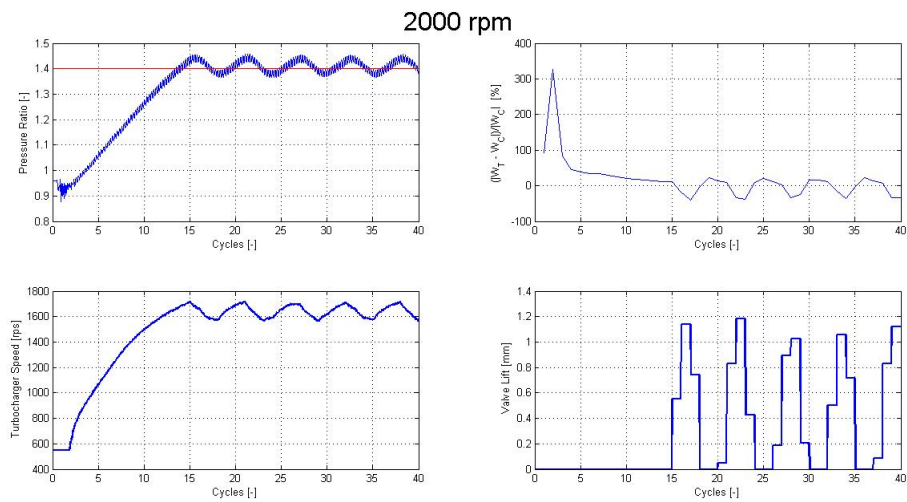 2000 rpm
1.5
1.4
1.3
1.2
1.1
1
0.9
0.8
0 5 10 15 20 25 30 35 40
Pressure Ratio [-]
Cycles [-]
400
300
200
100
0
-100
0 5 10 15 20 25 30 35 40
(|W_T - W_C|)/|W_C| [%]
Cycles [-]
1800
1600
1400
1200
1000
800
600
400
0 5 10 15 20 25 30 35 40
Turbocharger Speed [rps]
Cycles [-]
1.4
1.2
1
0.8
0.6
0.4
0.2
0
0 5 10 15 20 25 30 35 40
Valve Lift [mm]
Cycles [-]